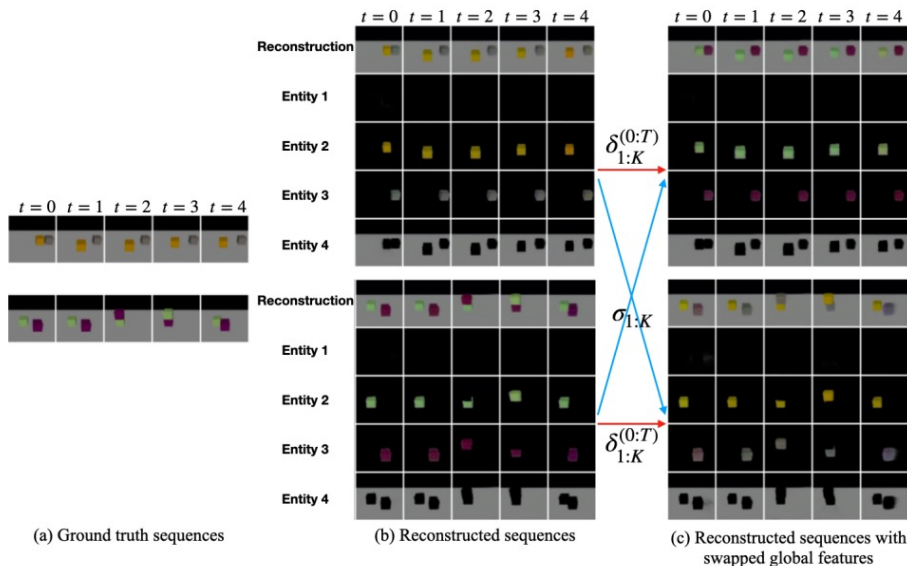 t = 0 t = 1 t = 2 t = 3 t = 4
t = 0 t = 1 t = 2 t = 3 t = 4
Reconstruction
Entity 1
Entity 2
δ_{1:K}^{(0:T)}
Entity 3
t = 0 t = 1 t = 2 t = 3 t = 4
Entity 4
Reconstruction
σ_{1:K}
Entity 1
Entity 2
δ_{1:K}^{(0:T)}
Entity 3
Entity 4
(a) Ground truth sequences
(b) Reconstructed sequences
(c) Reconstructed sequences with
swapped global features